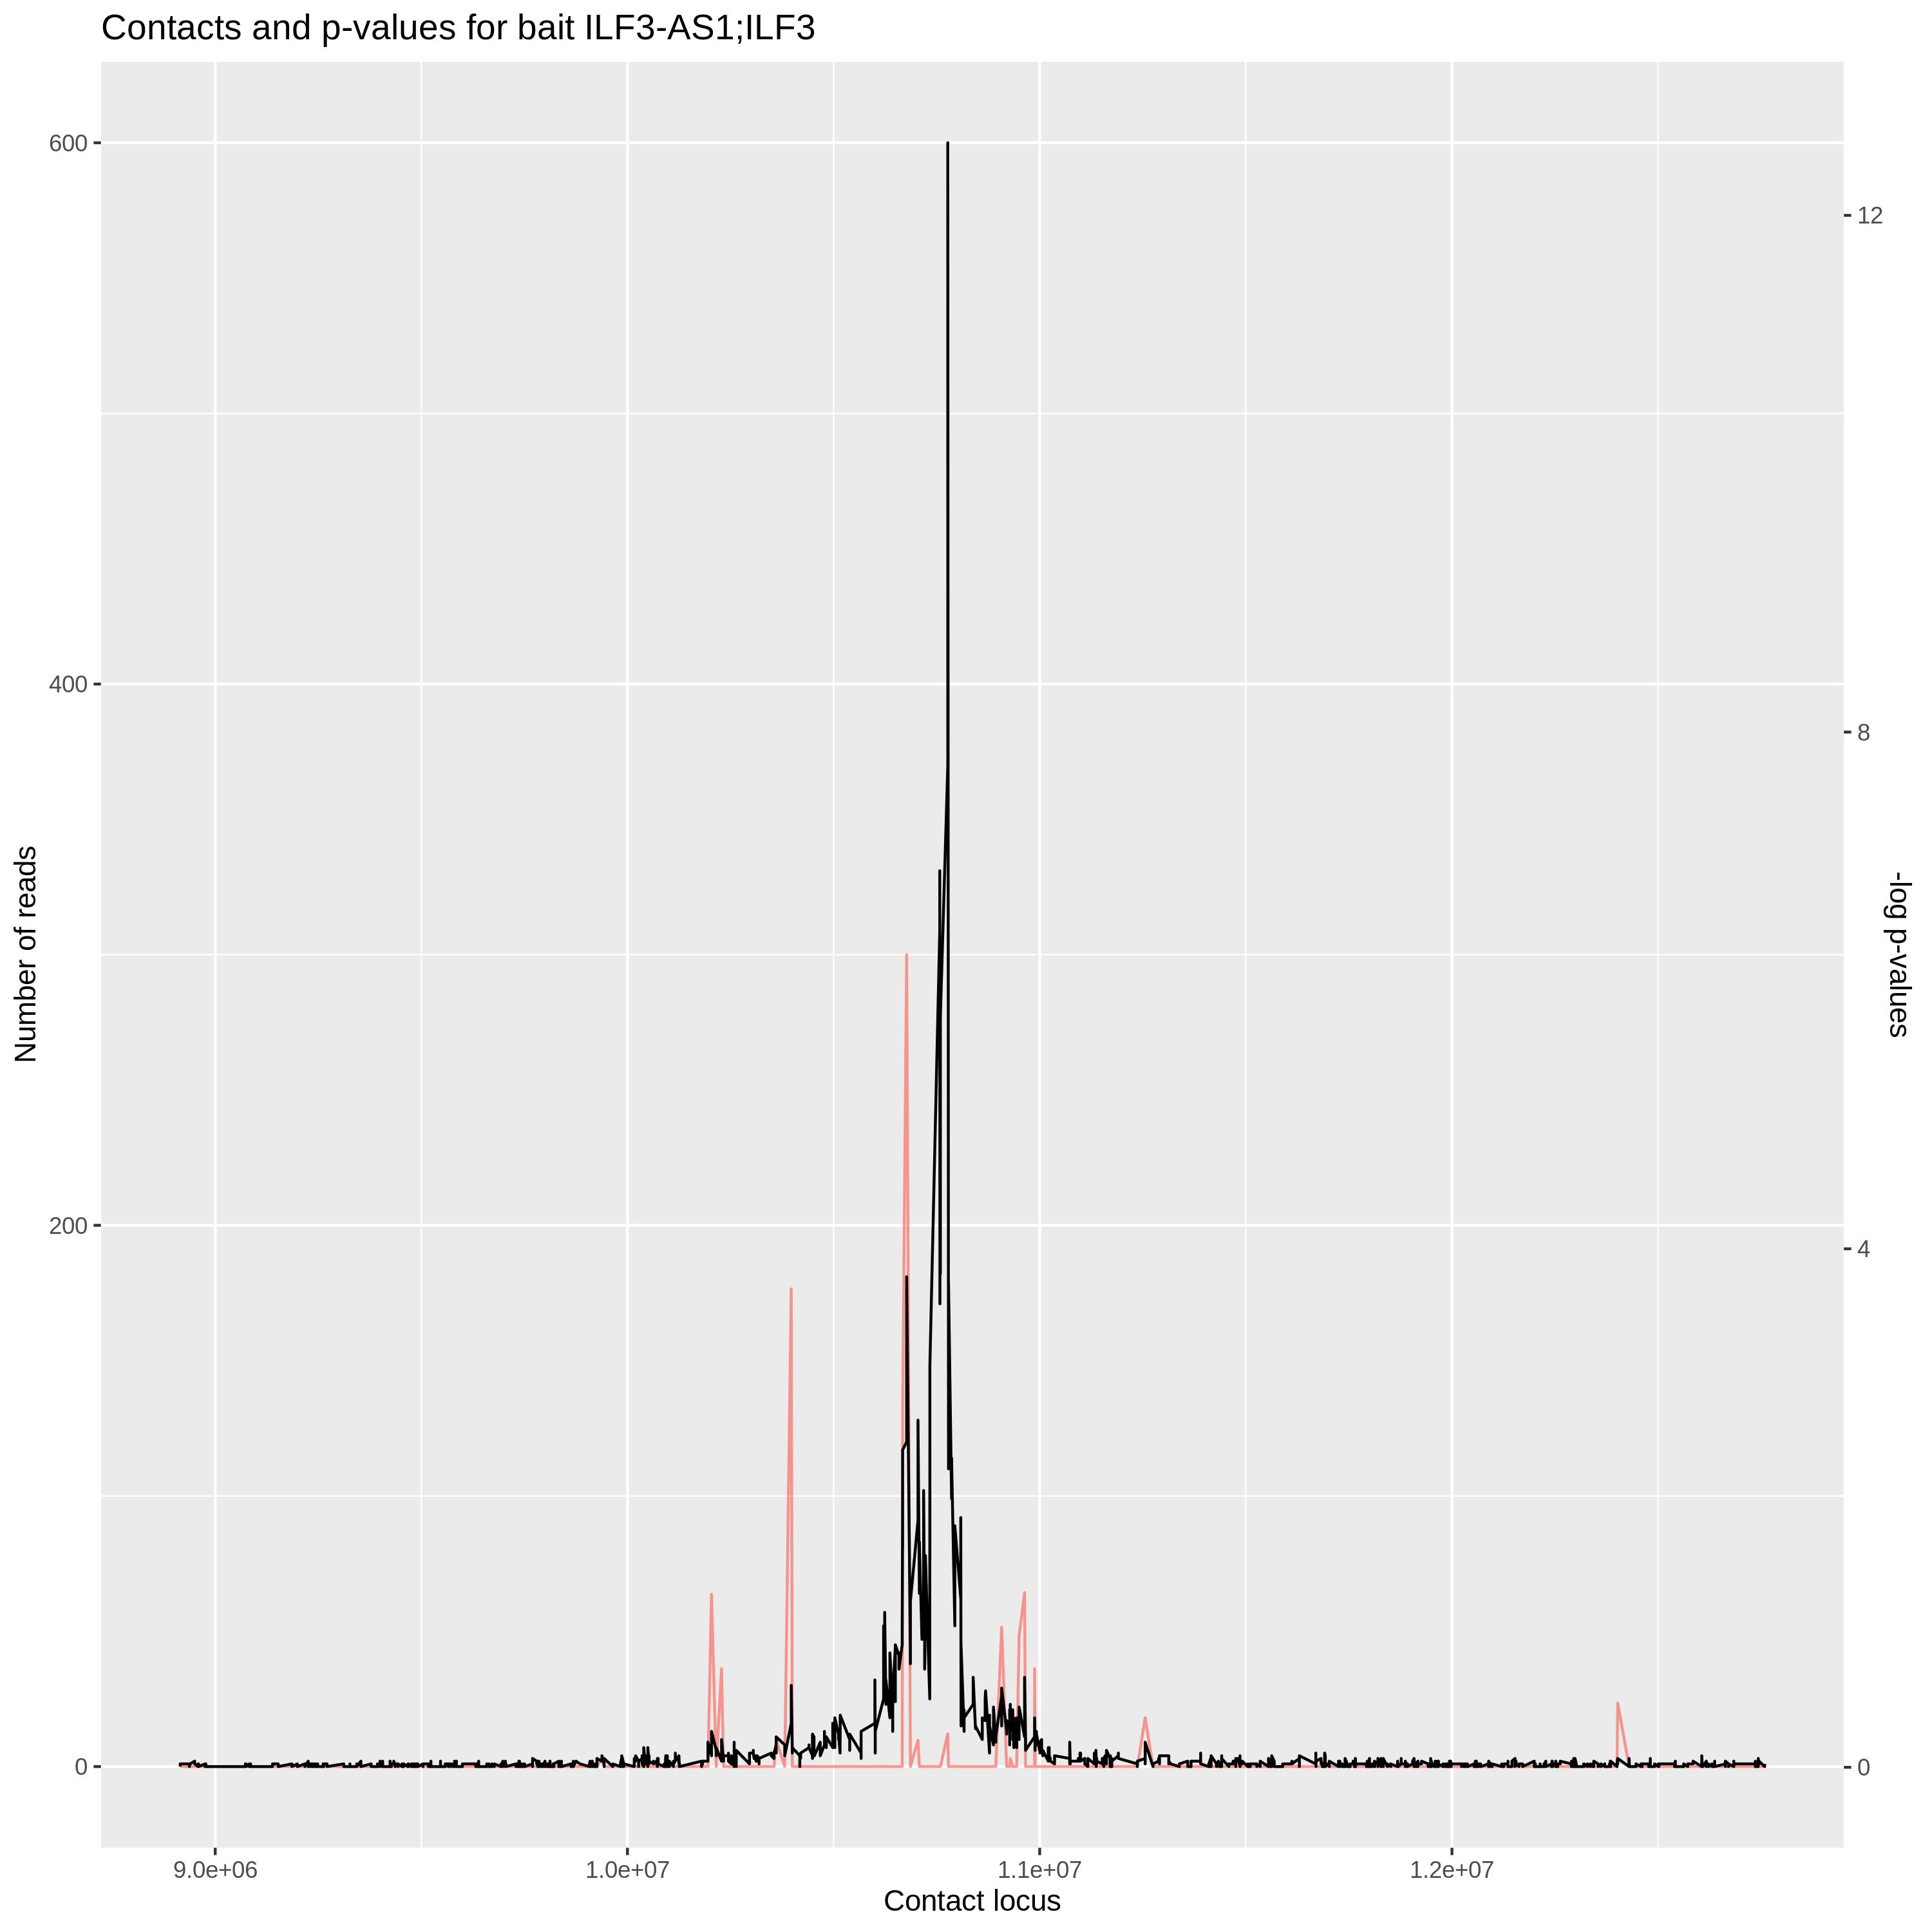 Contacts and p-values for bait ILF3-AS1;ILF3
600
400
200
0
Number of reads
12
8
4
0
-log p-values
9.0e+06
1.0e+07
1.1e+07
1.2e+07
Contact locus